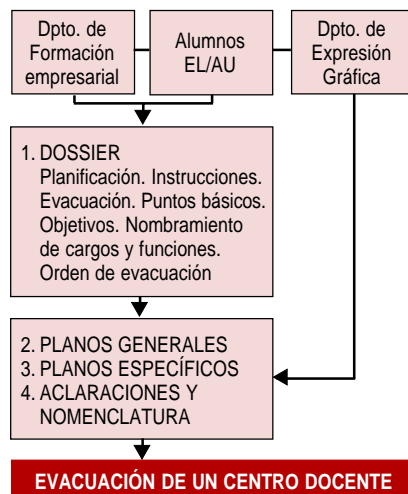 Dpto. de
Formación
empresarial
Alumnos
EL/AU
Dpto. de
Expresión
Gráfica
1. DOSSIER
Planificación. Instrucciones.
Evacuación. Puntos básicos.
Objetivos. Nombramiento
de cargos y funciones.
Orden de evacuación
2. PLANOS GENERALES
3. PLANOS ESPECÍFICOS
4. ACLARACIONES Y
NOMENCLATURA
EVACUACIÓN DE UN CENTRO DOCENTE